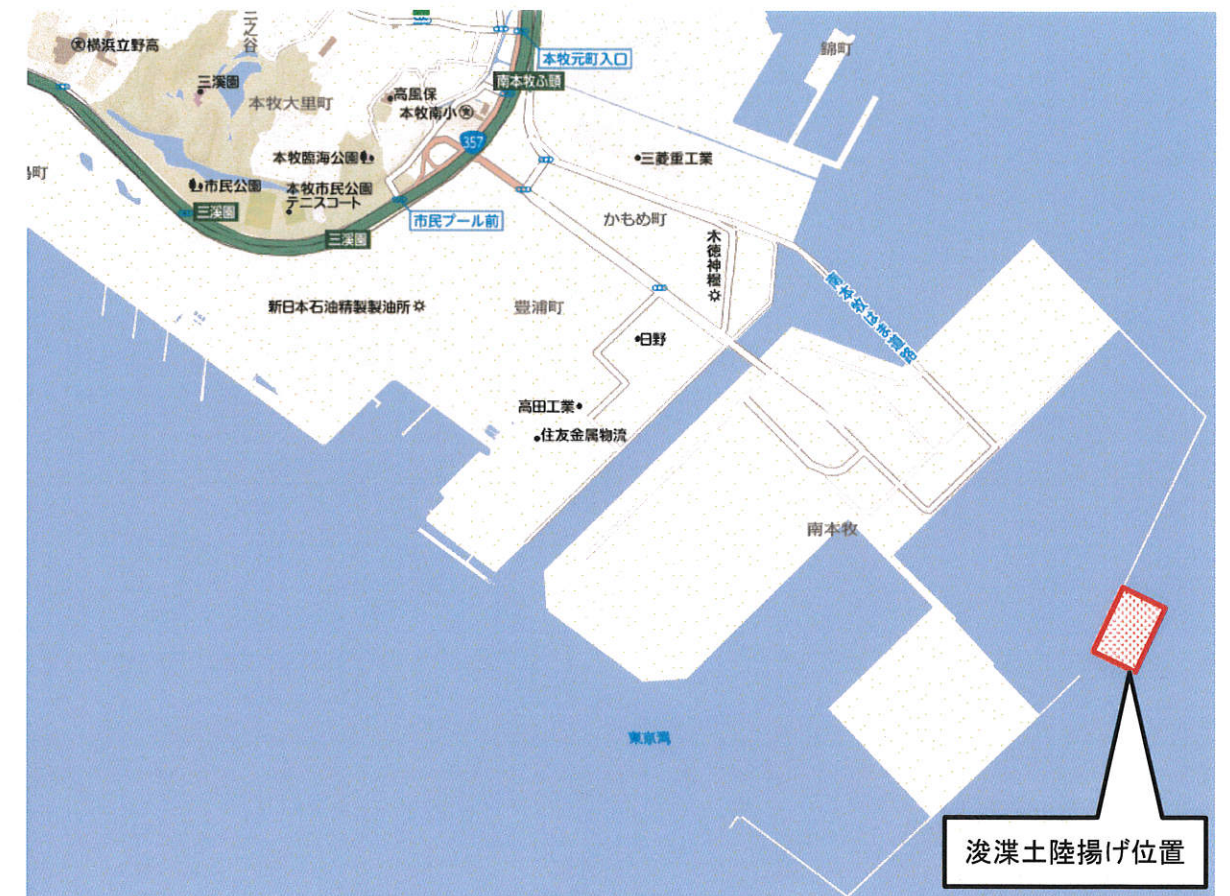 三之谷
横浜立野高
本牧元町入口
錦町
三溪園
南本牧ふ頭
本牧大里町
高風保
本牧南小
357
本牧臨海公園
三菱重工業
市民公園
本牧市民公園
テニスコート
三溪園
市民プール前
かもめ町
三溪園
木徳神糧
新日本石油精製製油所
豊浦町
南本牧はま道路
日野
高田工業
住友金属物流
南本牧
東京湾
浚渫土陸揚げ位置